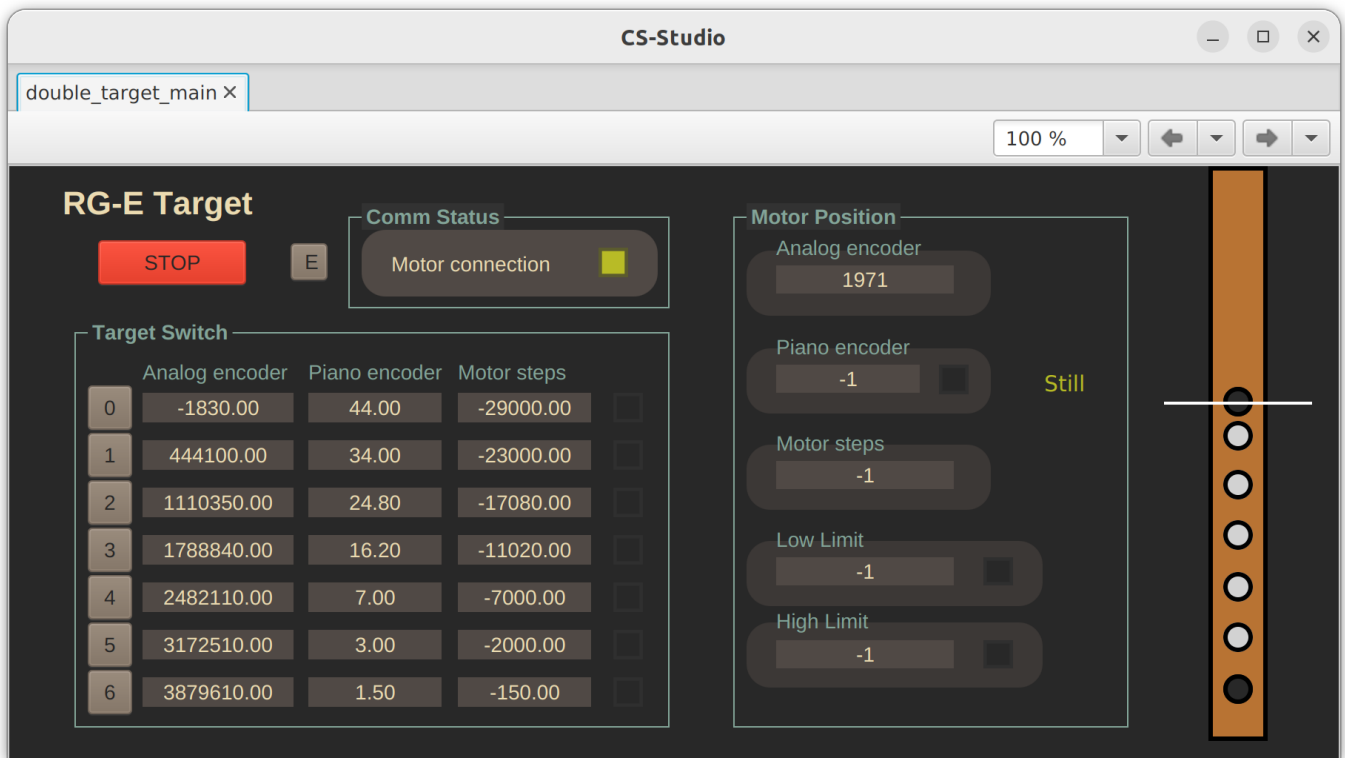 CS-Studio
double_target_main
100 %
RG-E Target
STOP
E
Comm Status
Motor connection
Target Switch
Analog encoder Piano encoder Motor steps
0 -1830.00 44.00 -29000.00
1 444100.00 34.00 -23000.00
2 1110350.00 24.80 -17080.00
3 1788840.00 16.20 -11020.00
4 2482110.00 7.00 -7000.00
5 3172510.00 3.00 -2000.00
6 3879610.00 1.50 -150.00
Motor Position
Analog encoder
1971
Piano encoder
-1
Still
Motor steps
-1
Low Limit
-1
High Limit
-1